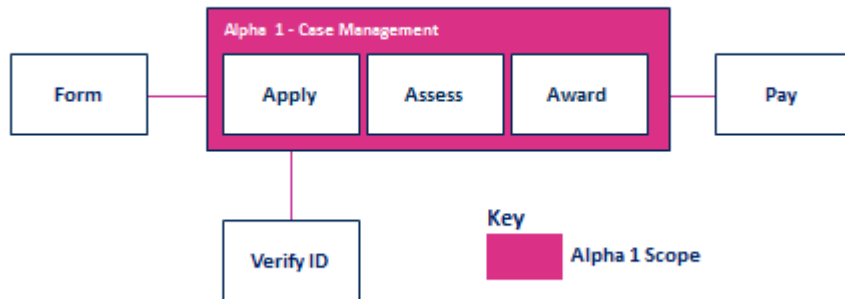 Alpha 1 - Case Management
Form
Apply
Assess
Award
Pay
Verify ID
Key
Alpha 1 Scope